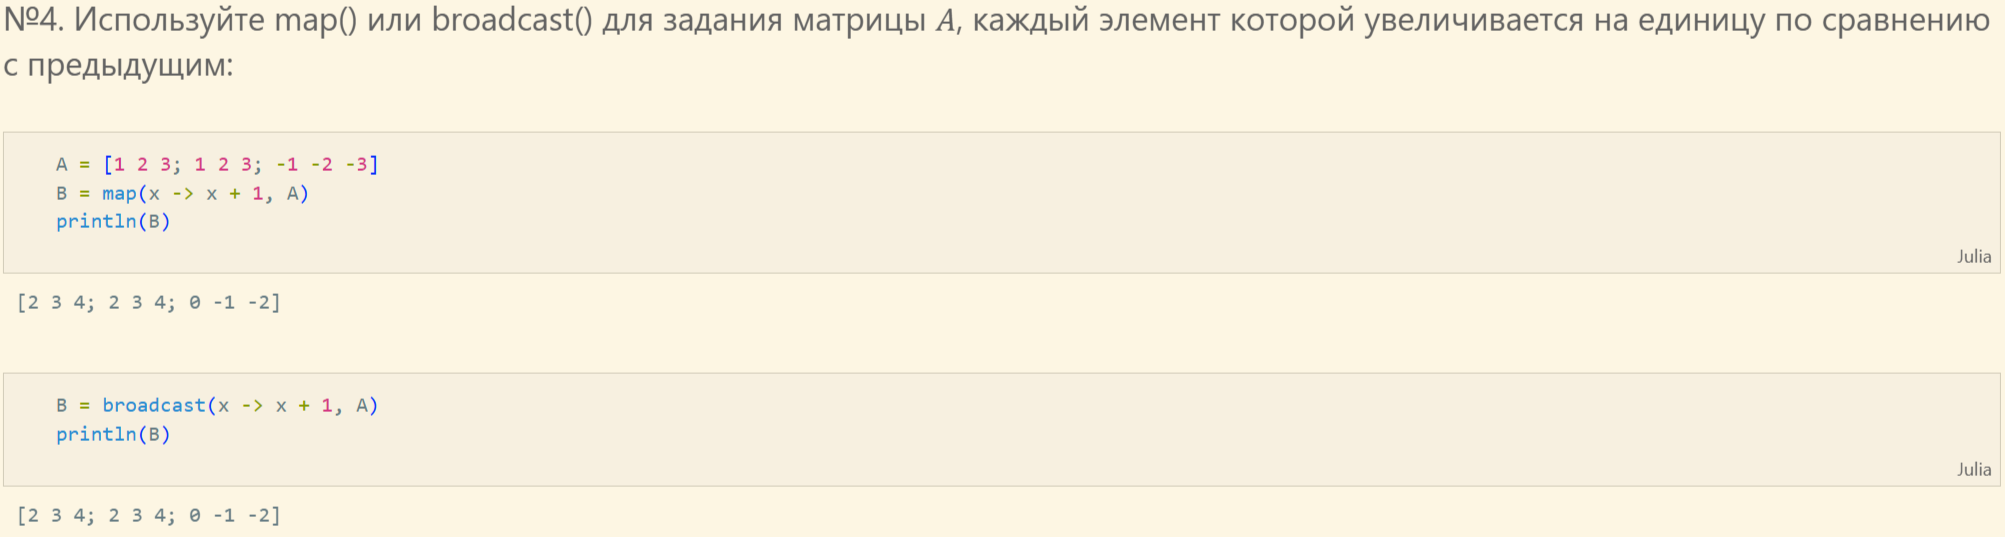 №4. Используйте map() или broadcast() для задания матрицы A, каждый элемент которой увеличивается на единицу по сравнению
с предыдущим:
A = [1 2 3; 1 2 3; -1 -2 -3]
B = map(x -> x + 1, A)
println(B)
Julia
[2 3 4; 2 3 4; 0 -1 -2]
B = broadcast(x -> x + 1, A)
println(B)
Julia
[2 3 4; 2 3 4; 0 -1 -2]